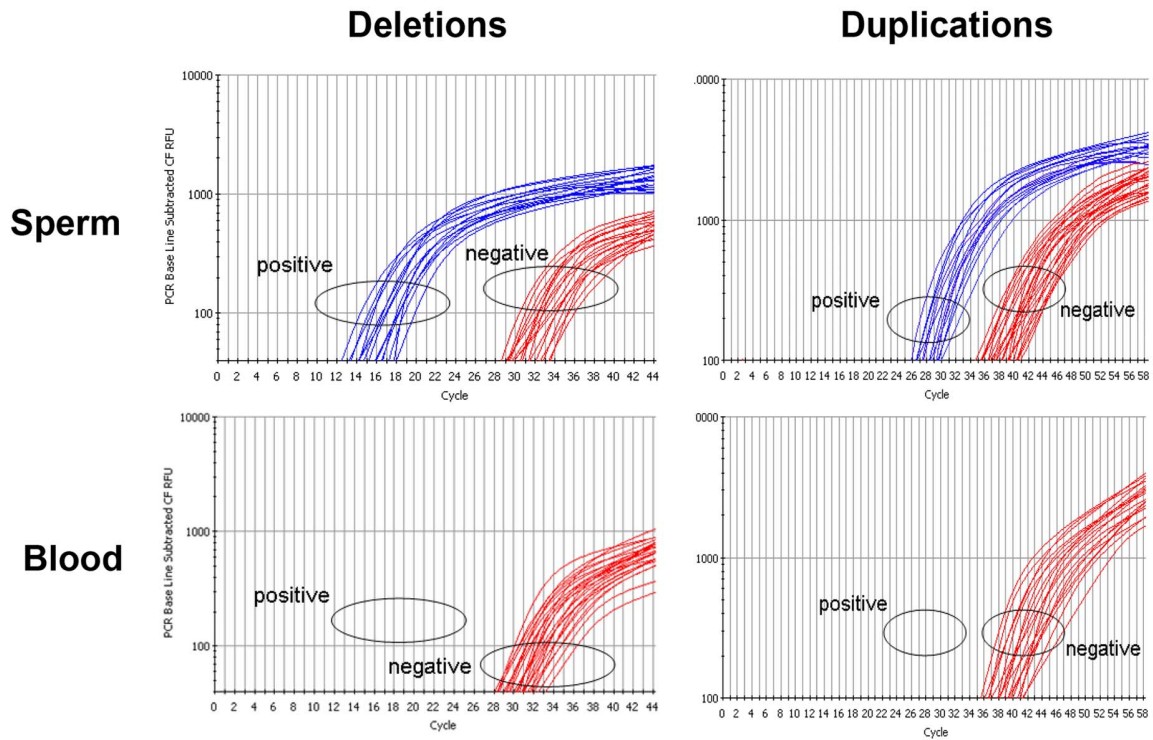 Deletions
Duplications
Sperm
PCR Base Line Subtracted CF RFU
10000
1000
100
positive
negative
0 2 4 6 8 10 12 14 16 18 20 22 24 26 28 30 32 34 36 38 40 42 44
Cycle
.0000
1000
100
positive
negative
0 2 4 6 8 10 12 14 16 18 20 22 24 26 28 30 32 34 36 38 40 42 44 46 48 50 52 54 56 58
Cycle
Blood
PCR Base Line Subtracted CF RFU
10000
1000
100
positive
negative
0 2 4 6 8 10 12 14 16 18 20 22 24 26 28 30 32 34 36 38 40 42 44
Cycle
0000
1000
100
positive
negative
0 2 4 6 8 10 12 14 16 18 20 22 24 26 28 30 32 34 36 38 40 42 44 46 48 50 52 54 56 58
Cycle